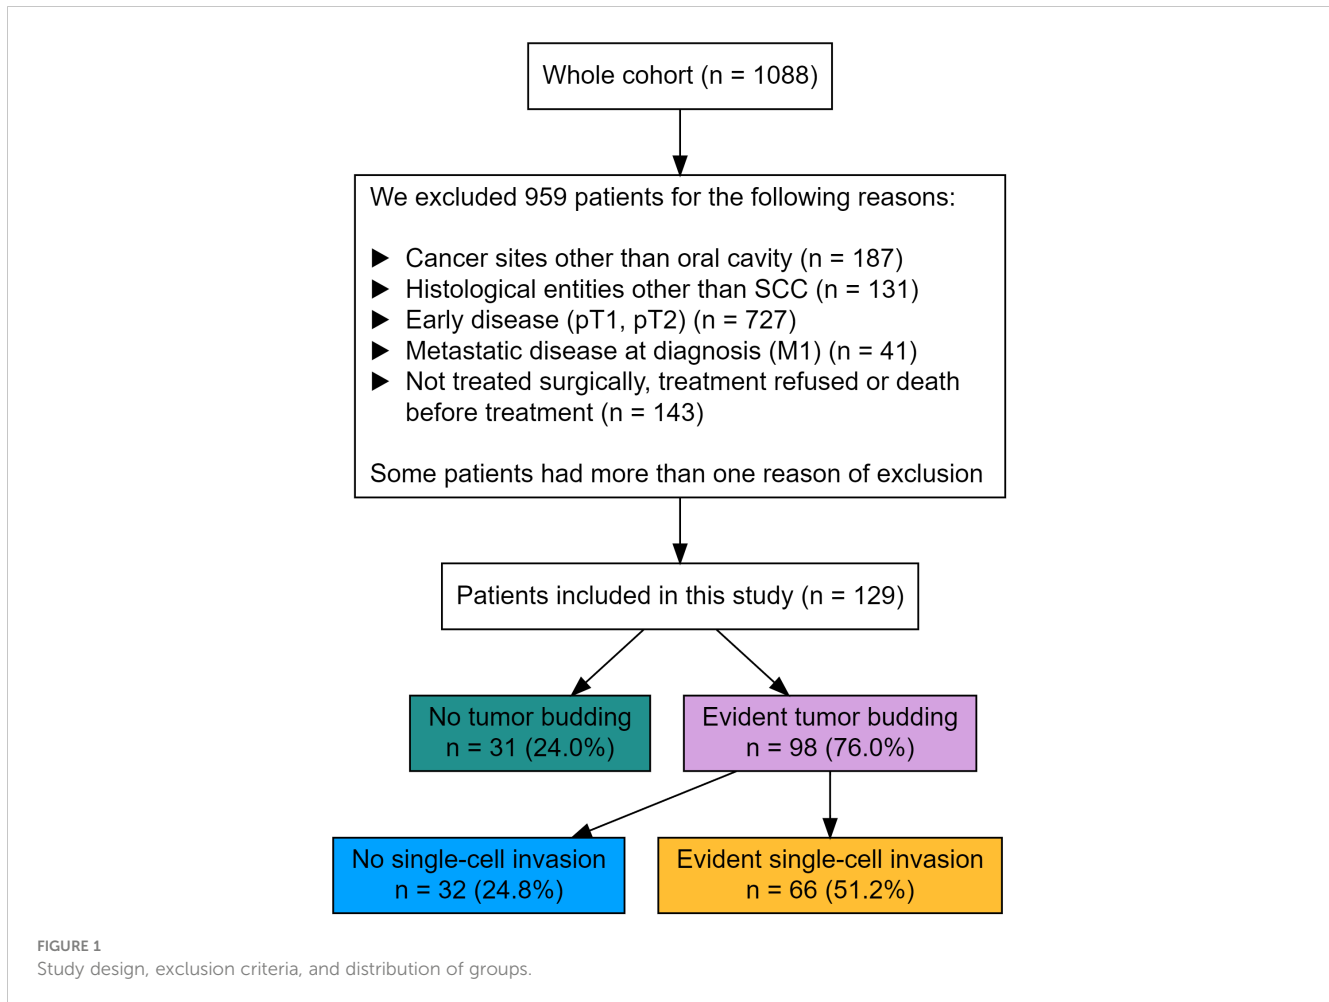 Whole cohort (n = 1088)
We excluded 959 patients for the following reasons:
► Cancer sites other than oral cavity (n = 187)
► Histological entities other than SCC (n = 131)
► Early disease (pT1, pT2) (n = 727)
► Metastatic disease at diagnosis (M1) (n = 41)
► Not treated surgically, treatment refused or death
before treatment (n = 143)
Some patients had more than one reason of exclusion
Patients included in this study (n = 129)
No tumor budding
n = 31 (24.0%)
Evident tumor budding
n = 98 (76.0%)
No single-cell invasion
n = 32 (24.8%)
Evident single-cell invasion
n = 66 (51.2%)
FIGURE 1
Study design, exclusion criteria, and distribution of groups.